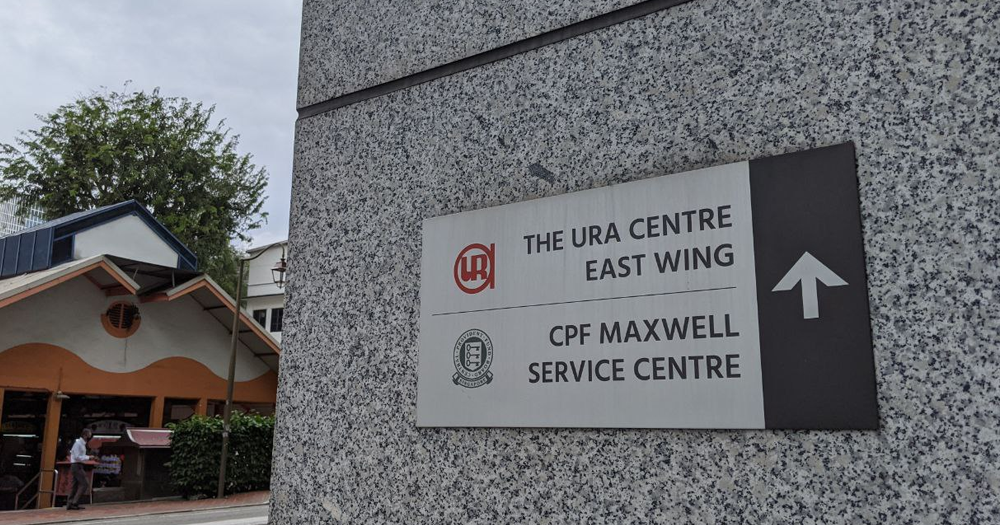 THE URA CENTRE
EAST WING
URA
CPF MAXWELL
SERVICE CENTRE